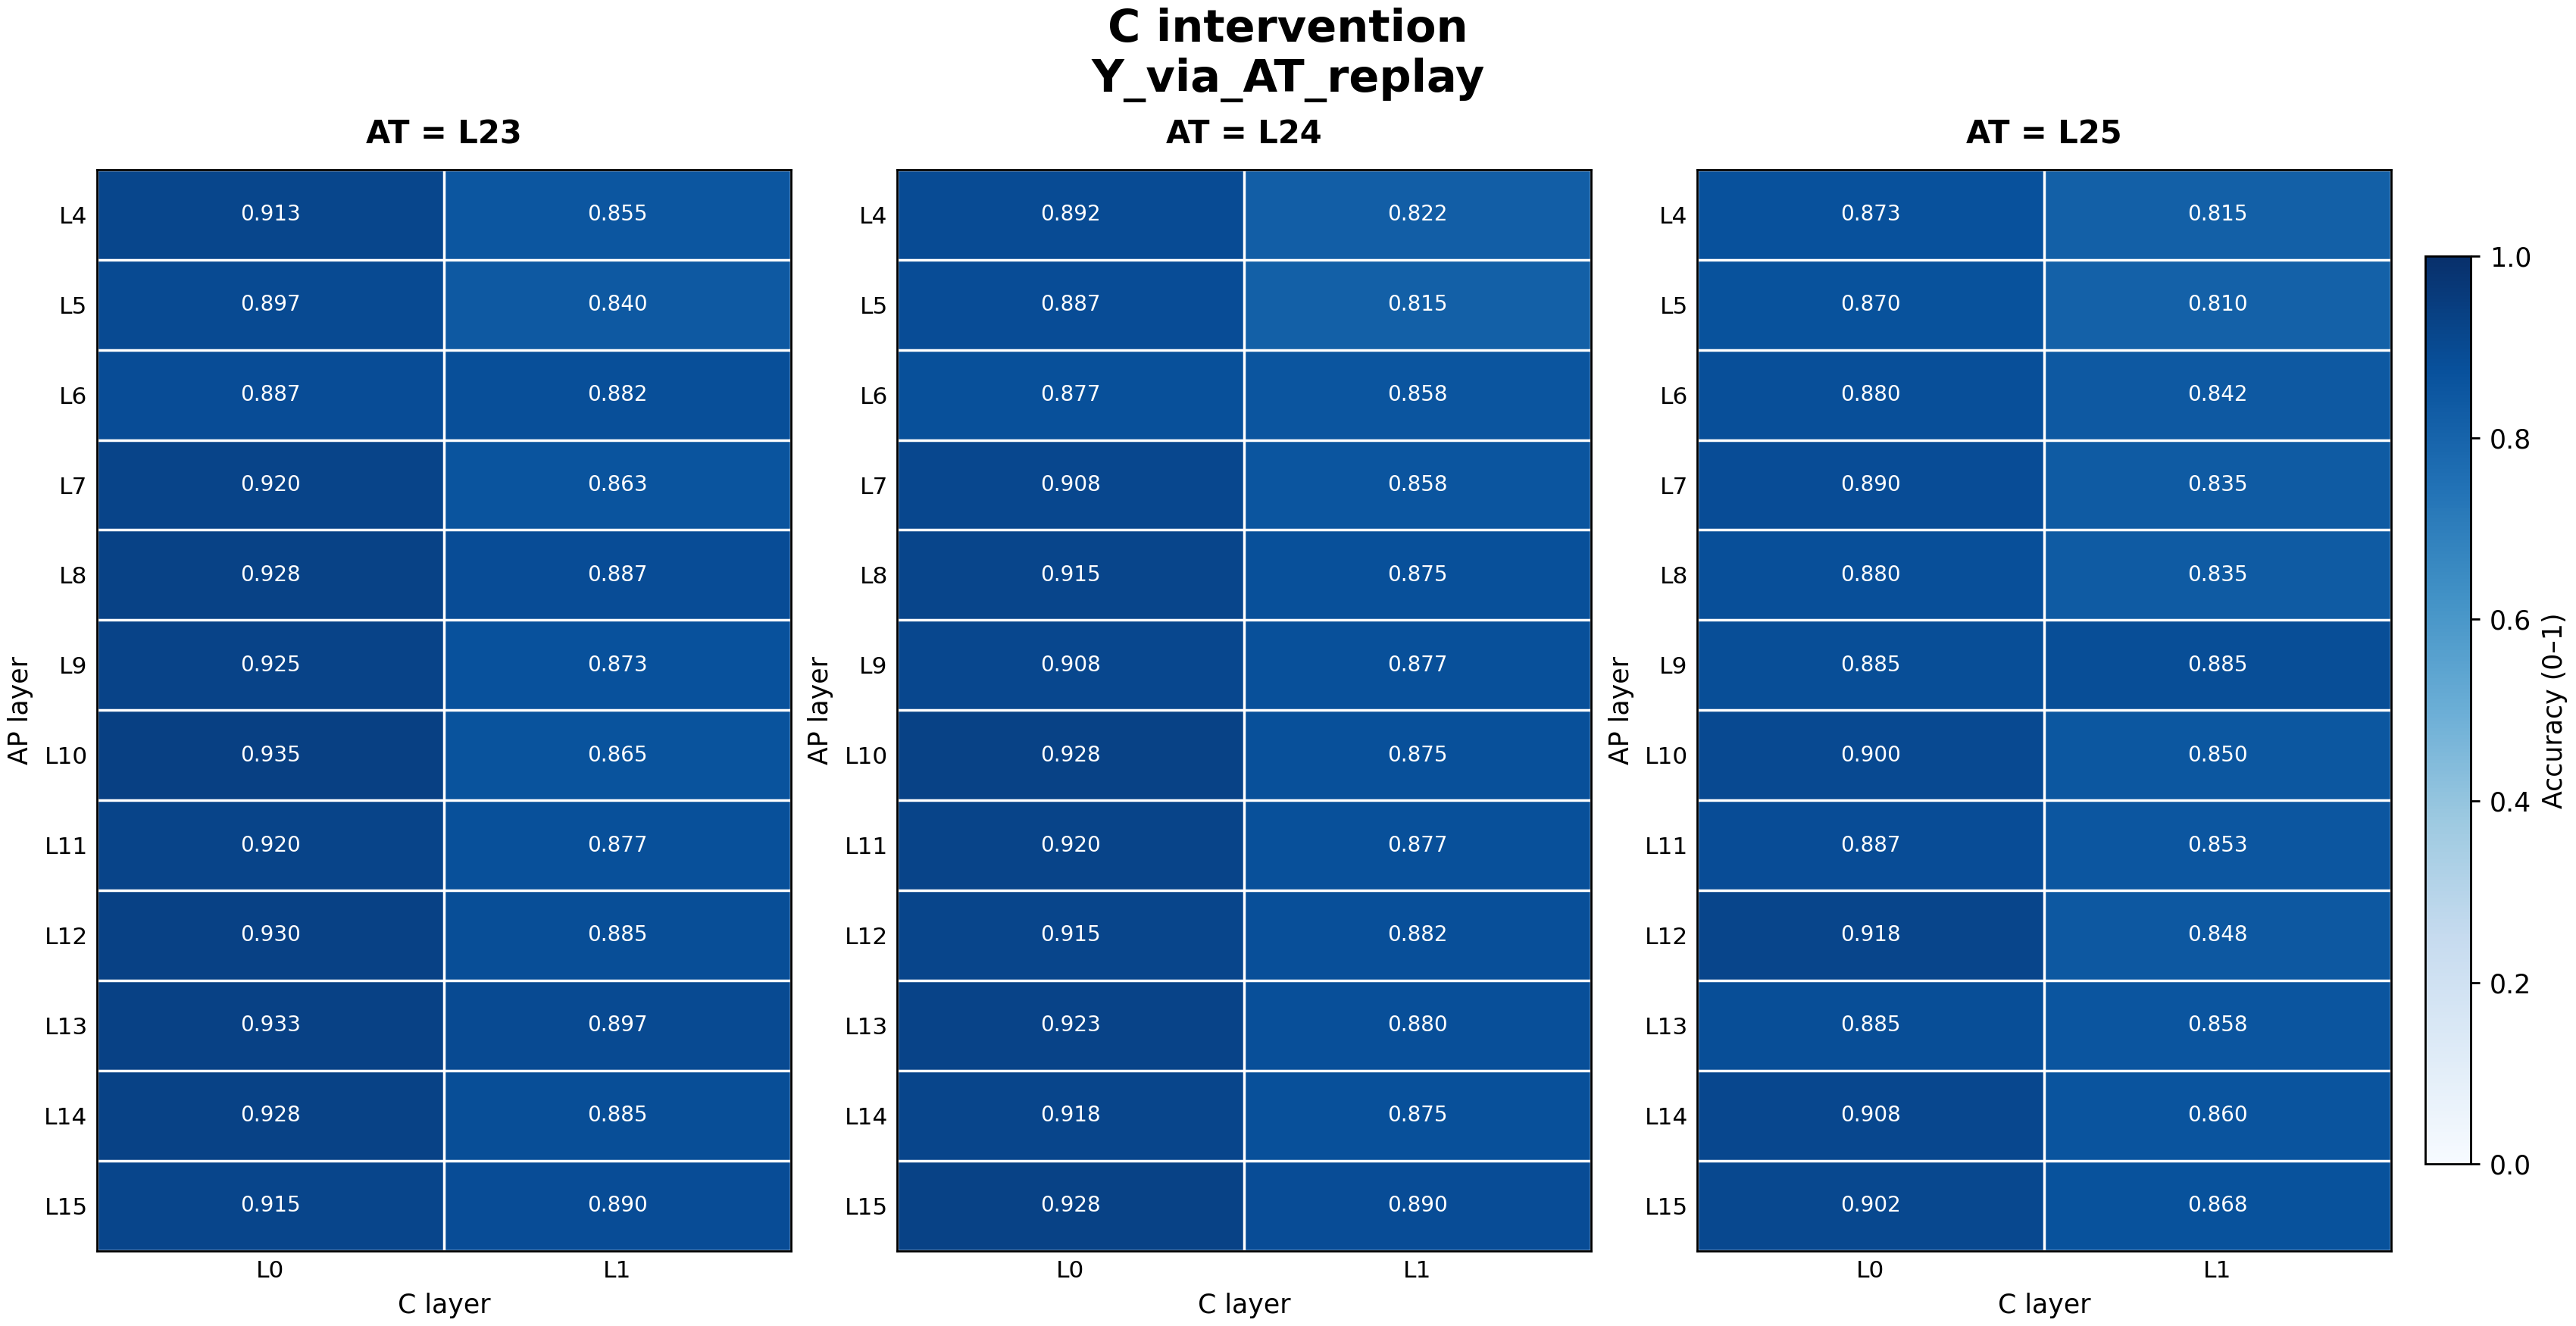 C intervention
Y_via_AT_replay
AT = L23
AP layer
L4 0.913 0.855
L5 0.897 0.840
L6 0.887 0.882
L7 0.920 0.863
L8 0.928 0.887
L9 0.925 0.873
L10 0.935 0.865
L11 0.920 0.877
L12 0.930 0.885
L13 0.933 0.897
L14 0.928 0.885
L15 0.915 0.890
L0 L1
C layer
AT = L24
AP layer
L4 0.892 0.822
L5 0.887 0.815
L6 0.877 0.858
L7 0.908 0.858
L8 0.915 0.875
L9 0.908 0.877
L10 0.928 0.875
L11 0.920 0.877
L12 0.915 0.882
L13 0.923 0.880
L14 0.918 0.875
L15 0.928 0.890
L0 L1
C layer
AT = L25
AP layer
L4 0.873 0.815
L5 0.870 0.810
L6 0.880 0.842
L7 0.890 0.835
L8 0.880 0.835
L9 0.885 0.885
L10 0.900 0.850
L11 0.887 0.853
L12 0.918 0.848
L13 0.885 0.858
L14 0.908 0.860
L15 0.902 0.868
L0 L1
C layer
1.0
0.8
0.6
0.4
0.2
0.0
Accuracy (0–1)